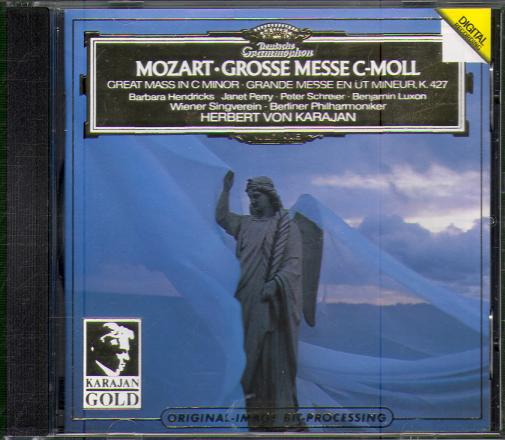 Deutsche
Grammophon
DIGITAL
MOZART · GROSSE MESSE C-MOLL
GREAT MASS IN C MINOR · GRANDE MESSE EN UT MINEUR, K. 427
Barbara Hendricks · Janet Perry · Peter Schreier · Benjamin Luxon
Wiener Singverein · Berliner Philharmoniker
HERBERT VON KARAJAN
KARAJAN
GOLD
ORIGINAL-IMAGE BIT-PROCESSING